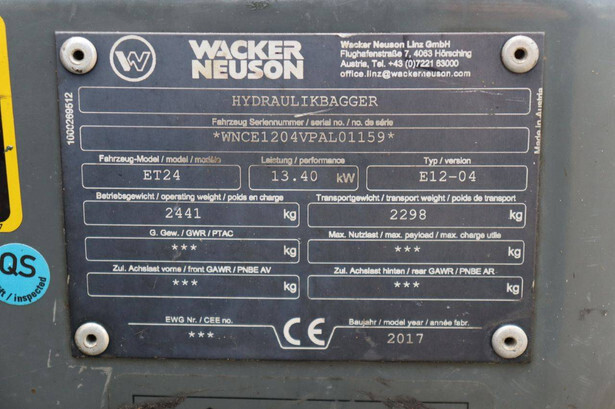 WACKER
NEUSON
Wacker Neuson Linz GmbH
Flughafenstraße 7, 4063 Hörsching
Austria, Tel. +43 (0)7221 63000
office.linz@wackerneuson.com
HYDRAULIKBAGGER
Fahrzeug Seriennummer / serial no. / no. de série
*WNCE1204VPAL01159*
Fahrzeug-Model / model / modèle
Leistung / performance
Typ / version
ET24
13.40 kW
E12-04
Betriebsgewicht / operating weight / poids en charge
Transportgewicht / transport weight / poids de transport
2441 kg
2298 kg
G. Gew. / GWR / PTAC
Max. Nutzlast / max. payload / max. charge utile
*** kg
*** kg
Zul. Achslast vorne / front GAWR / PNBE AV
Zul. Achslast hinten / rear GAWR / PNBE AR
*** kg
*** kg
EWG Nr. / CEE no.
***
CE
Baujahr / model year / année fabr.
2017
1000269512
Made in Austria
QS
/ inspected